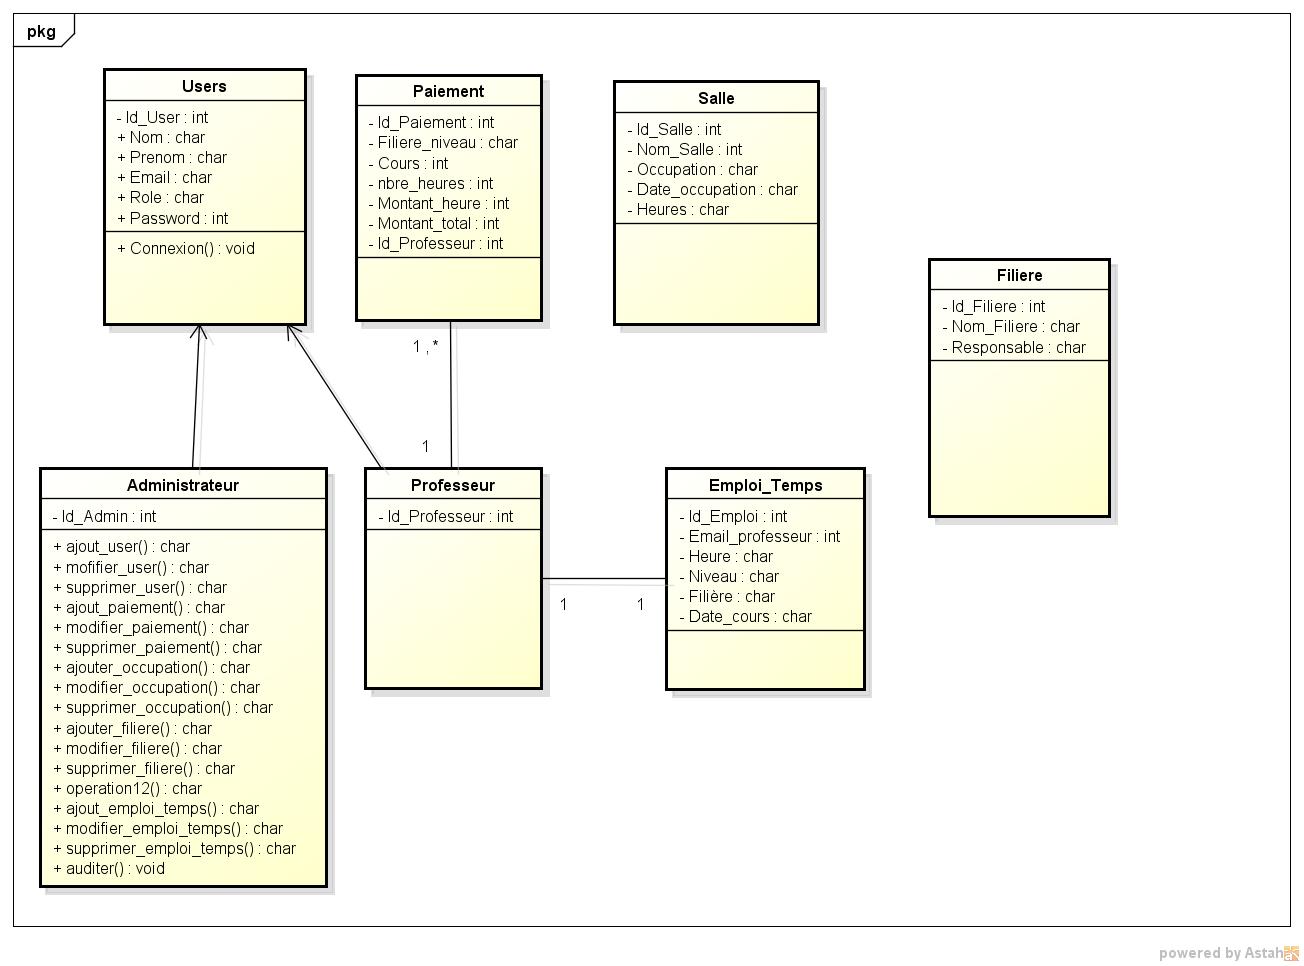 pkg
Users
- Id_User : int
+ Nom : char
+ Prenom : char
+ Email : char
+ Role : char
+ Password : int
+ Connexion() : void
Paiement
- Id_Paiement : int
- Filiere_niveau : char
- Cours : int
- nbre_heures : int
- Montant_heure : int
- Montant_total : int
- Id_Professeur : int
Salle
- Id_Salle : int
- Nom_Salle : int
- Occupation : char
- Date_occupation : char
- Heures : char
Filiere
- Id_Filiere : int
- Nom_Filiere : char
- Responsable : char
1 , *
1
Administrateur
- Id_Admin : int
+ ajout_user() : char
+ mofifier_user() : char
+ supprimer_user() : char
+ ajout_paiement() : char
+ modifier_paiement() : char
+ supprimer_paiement() : char
+ ajouter_occupation() : char
+ modifier_occupation() : char
+ supprimer_occupation() : char
+ ajouter_filiere() : char
+ modifier_filiere() : char
+ supprimer_filiere() : char
+ operation12() : char
+ ajout_emploi_temps() : char
+ modifier_emploi_temps() : char
+ supprimer_emploi_temps() : char
+ auditer() : void
Professeur
- Id_Professeur : int
1
1
Emploi_Temps
- Id_Emploi : int
- Email_professeur : int
- Heure : char
- Niveau : char
- Filière : char
- Date_cours : char
powered by Astah